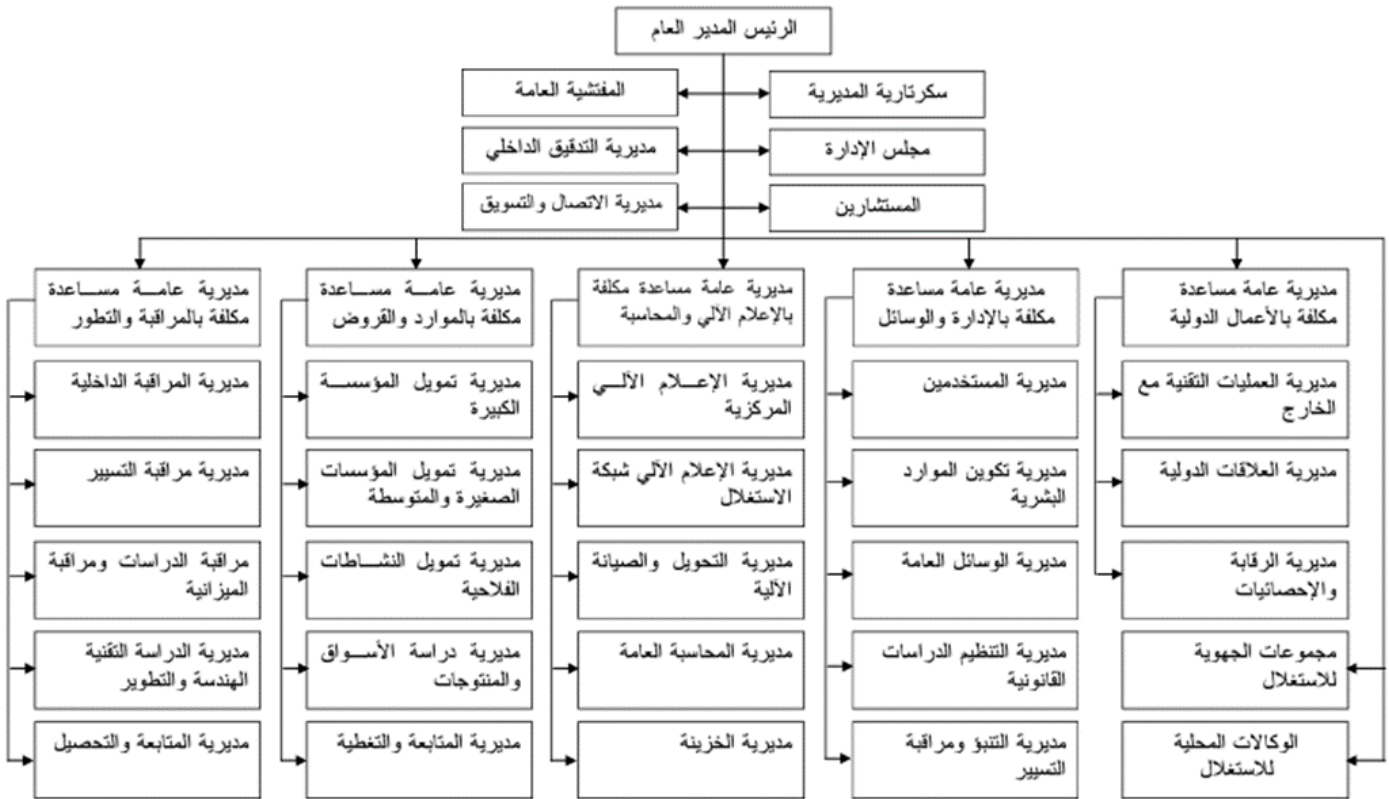 الرئيس المدير العام
سكرتارية المديرية
المفتشية العامة
مجلس الإدارة
مديرية التدقيق الداخلي
المستشارين
مديرية الاتصال والتسويق
مديرية عامة مساعدة
مكلفة بالأعمال الدولية
مديرية العمليات التقنية مع
الخارج
مديرية العلاقات الدولية
مديرية الرقابة
والإحصائيات
مجموعات الجهوية
للاستغلال
الوكالات المحلية
للاستغلال
مديرية عامة مساعدة
مكلفة بالإدارة والوسائل
مديرية المستخدمين
مديرية تكوين الموارد
البشرية
مديرية الوسائل العامة
مديرية التنظيم الدراسات
القانونية
مديرية التنبؤ ومراقبة
التسيير
مديرية عامة مساعدة مكلفة
بالإعلام الآلي والمحاسبة
مديرية الإعلام الآلي
المركزية
مديرية الإعلام الآلي شبكة
الاستغلال
مديرية التحويل والصيانة
الآلية
مديرية المحاسبة العامة
مديرية الخزينة
مديرية عامة مساعدة
مكلفة بالموارد والقروض
مديرية تمويل المؤسسة
الكبيرة
مديرية تمويل المؤسسات
الصغيرة والمتوسطة
مديرية تمويل النشاطات
الفلاحية
مديرية دراسة الأسواق
والمنتوجات
مديرية المتابعة والتغطية
مديرية عامة مساعدة
مكلفة بالمراقبة والتطور
مديرية المراقبة الداخلية
مديرية مراقبة التسيير
مراقبة الدراسات ومراقبة
الميزانية
مديرية الدراسة التقنية
الهندسة والتطوير
مديرية المتابعة والتحصيل